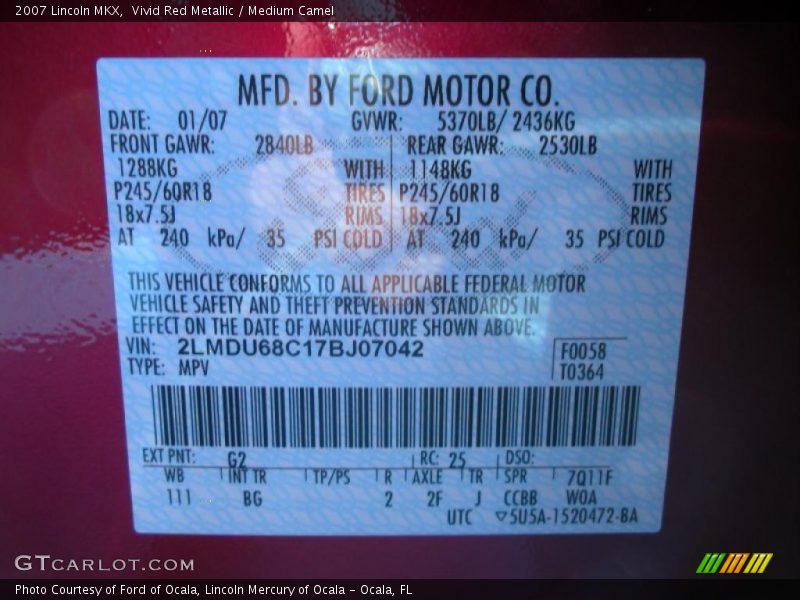 2007 Lincoln MKX, Vivid Red Metallic / Medium Camel
MFD. BY FORD MOTOR CO.
DATE: 01/07 GVWR: 5370LB/ 2436KG
FRONT GAWR: 2840LB REAR GAWR: 2530LB
1288KG WITH 1148KG WITH
P245/60R18 TIRES P245/60R18 TIRES
18x7.5J RIMS 18x7.5J RIMS
AT 240 kPa/ 35 PSI COLD AT 240 kPa/ 35 PSI COLD
THIS VEHICLE CONFORMS TO ALL APPLICABLE FEDERAL MOTOR
VEHICLE SAFETY AND THEFT PREVENTION STANDARDS IN
EFFECT ON THE DATE OF MANUFACTURE SHOWN ABOVE.
VIN: 2LMDU68C17BJ07042 F0058
TYPE: MPV T0364
EXT PNT: G2 RC: 25 DSO:
WB INT TR TP/PS R AXLE TR SPR 7Q11F
111 BG 2 2F J CCBB WOA
UTC ▽5U5A-1520472-BA
GTCARLOT.COM
Photo Courtesy of Ford of Ocala, Lincoln Mercury of Ocala - Ocala, FL